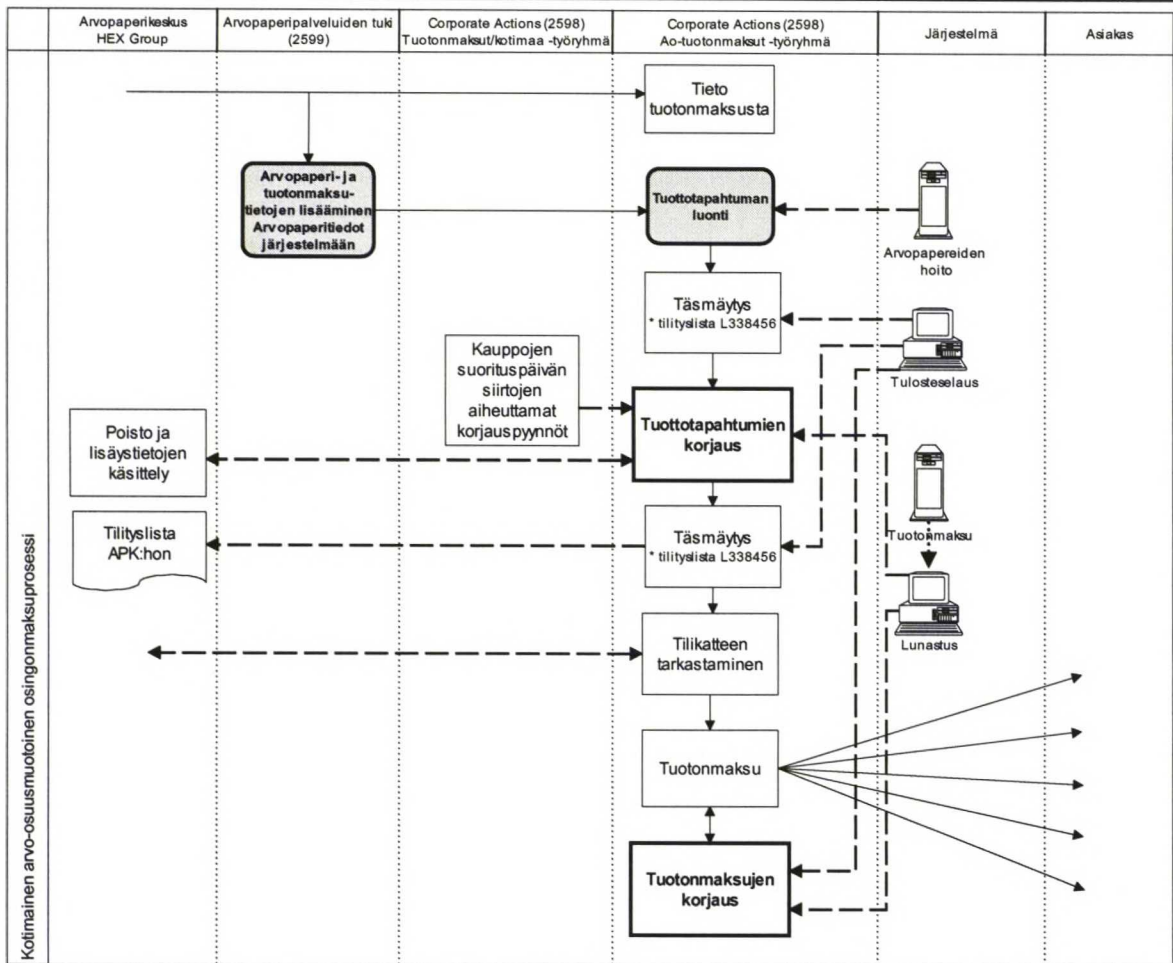 Arvopaperikeskus
HEX Group
Arvopaperipalveluiden tuki
(2599)
Corporate Actions (2598)
Tuotonmaksut/kotimaa -työryhmä
Corporate Actions (2598)
Ao-tuotonmaksut -työryhmä
Järjestelmä
Asiakas
Tieto
tuotonmaksusta
Arvopaperi- ja
tuotonmaksu-
tietojen lisääminen
Arvopaperitiedot
järjestelmään
Tuottotapahtuman
luonti
Arvopapereiden
hoito
Täsmäytys
* tilityslista L338456
Tulosteselaus
Kauppojen
suorituspäivän
siirtojen
aiheuttamat
korjauspyynnöt
Tuottotapahtumien
korjaus
Poisto ja
lisäystietojen
käsittely
Tilityslista
APK:hon
Täsmäytys
* tilityslista L338456
Tuotonmaksu
Lunastus
Tilikatteen
tarkastaminen
Tuotonmaksu
Tuotonmaksujen
korjaus
Kotimainen arvo-osuusmuotoinen osingonmaksuprosessi